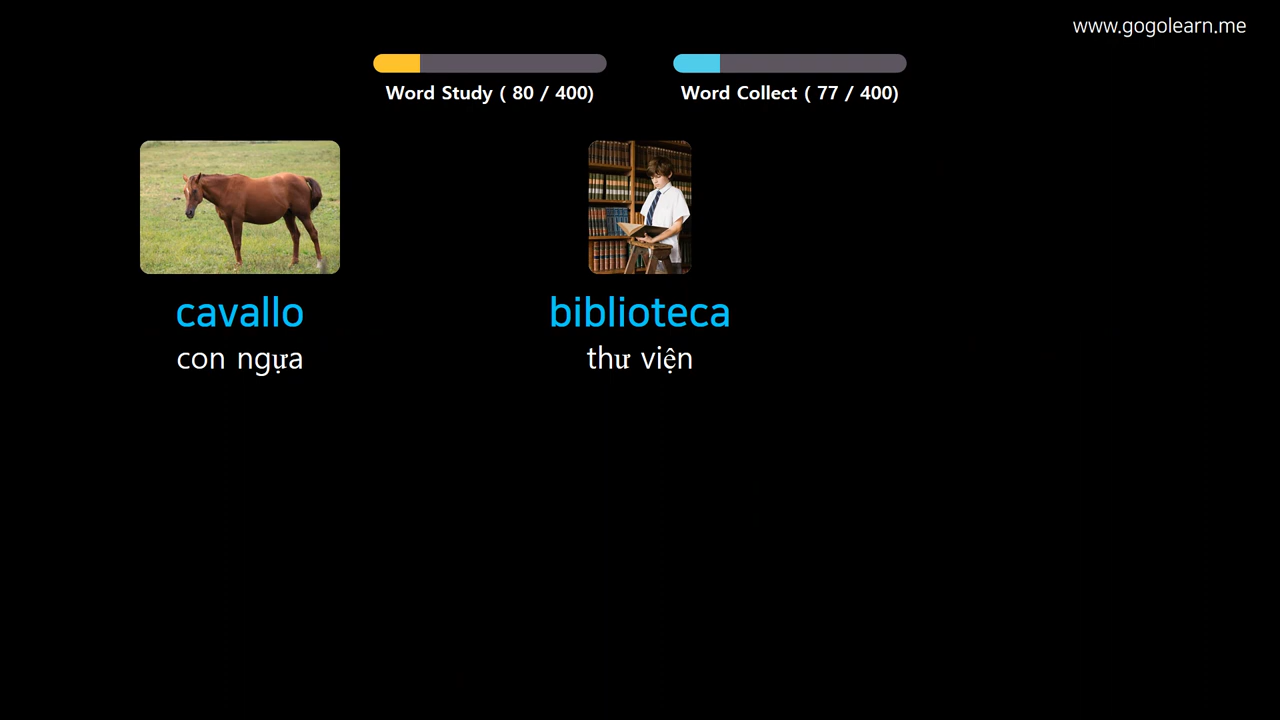 www.gogolearn.me
Word Study ( 80 / 400)
Word Collect ( 77 / 400)
cavallo
con ngựa
biblioteca
thư viện